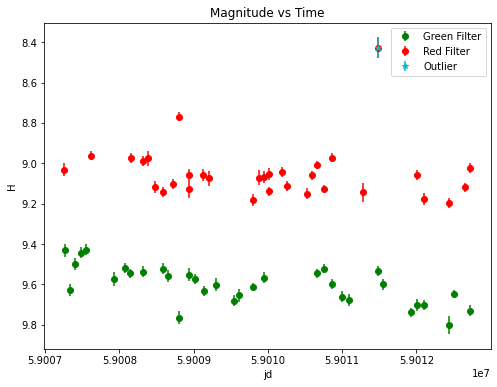 Magnitude vs Time
Green Filter
Red Filter
Outlier
8.4
8.6
8.8
9.0
9.2
9.4
9.6
9.8
H
5.9007
5.9008
5.9009
5.9010
5.9011
5.9012
1e7
jd